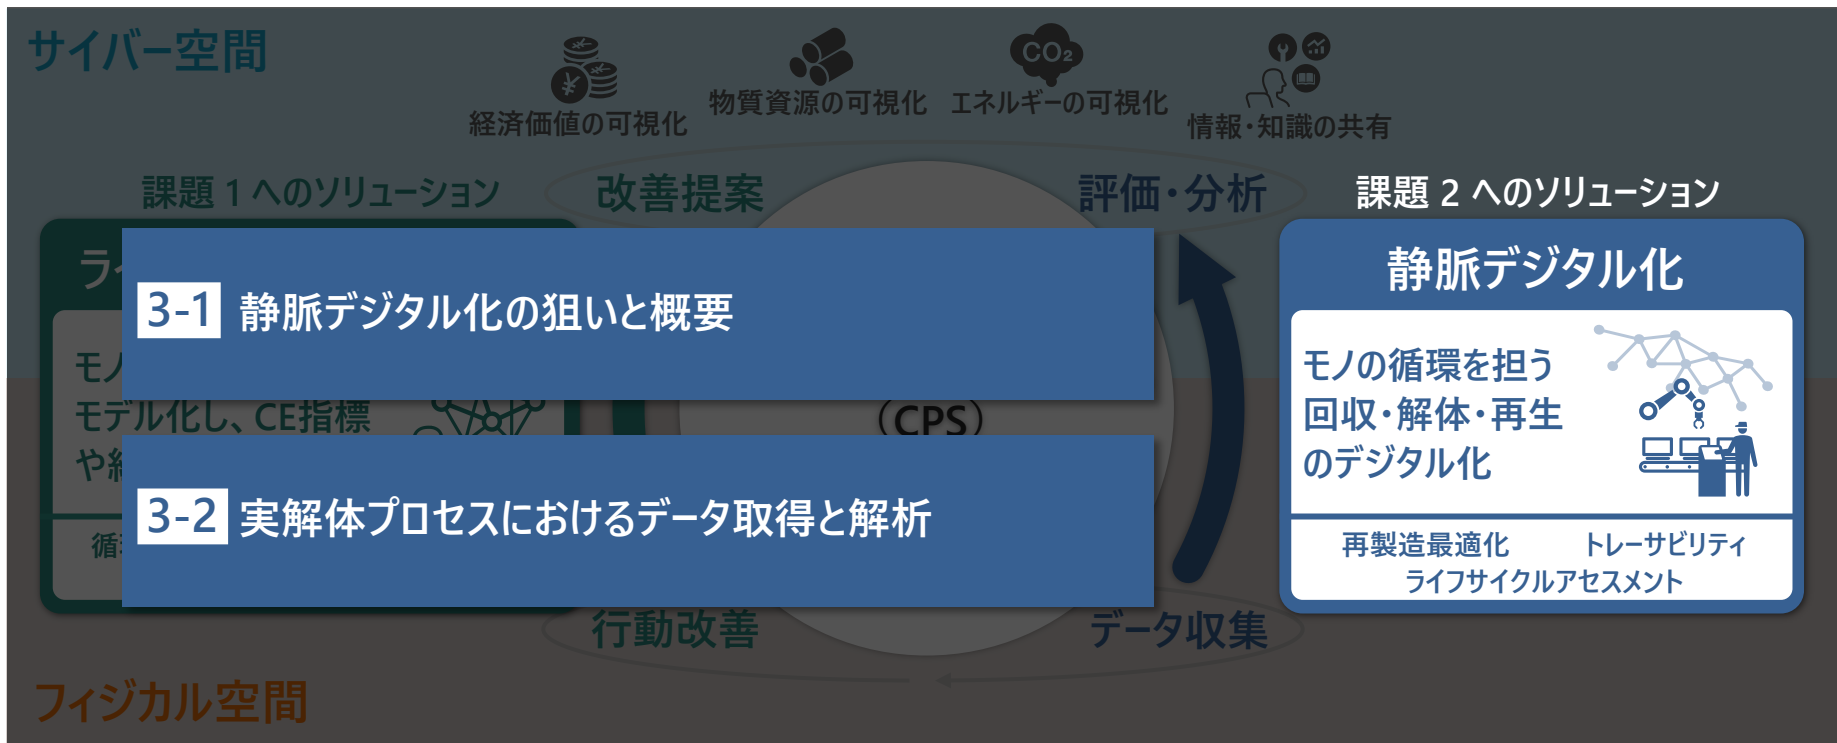 サイバー空間
CO₂
経済価値の可視化
物質資源の可視化
エネルギーの可視化
情報・知識の共有
課題 1 へのソリューション
改善提案
評価・分析
課題 2 へのソリューション
静脈デジタル化
モノの循環を担う
回収・解体・再生
のデジタル化
再製造最適化
トレーサビリティ
ライフサイクルアセスメント
3-1 静脈デジタル化の狙いと概要
モデル化し、CE指標
（CPS）
3-2 実解体プロセスにおけるデータ取得と解析
行動改善
データ収集
フィジカル空間